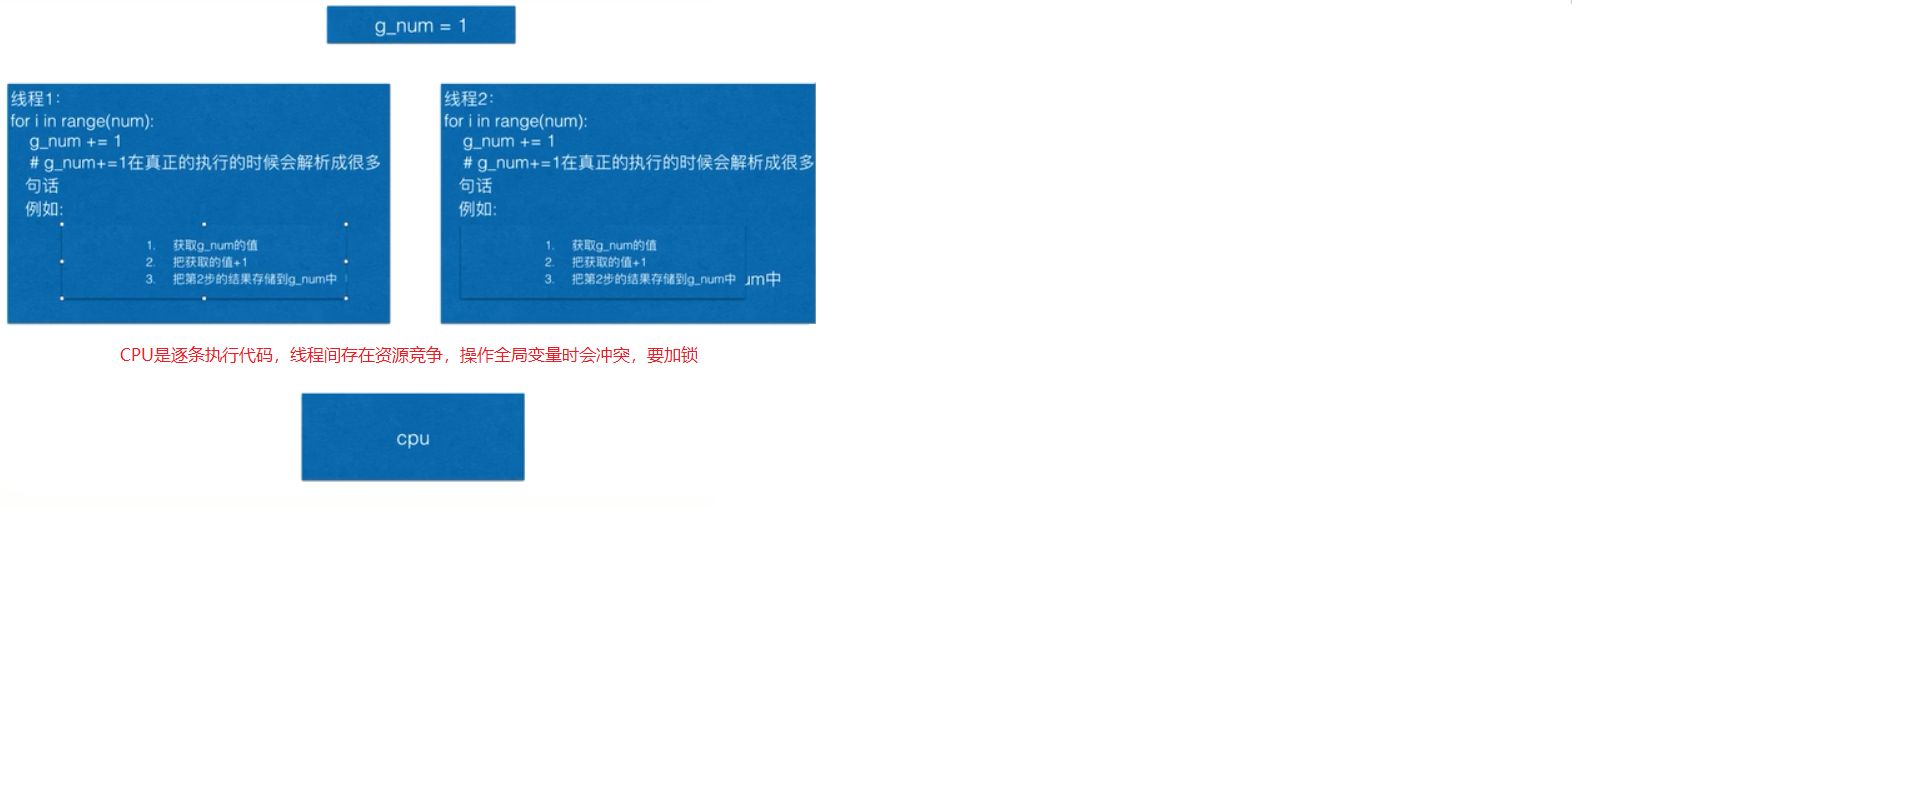 g_num = 1
线程1：
for i in range(num):
g_num += 1
# g_num+=1在真正的执行的时候会解析成很多
句话
例如:
1. 获取g_num的值
2. 把获取的值+1
3. 把第2步的结果存储到g_num中
线程2：
for i in range(num):
g_num += 1
# g_num+=1在真正的执行的时候会解析成很多
句话
例如:
1. 获取g_num的值
2. 把获取的值+1
3. 把第2步的结果存储到g_num中 um中
CPU是逐条执行代码，线程间存在资源竞争，操作全局变量时会冲突，要加锁
cpu